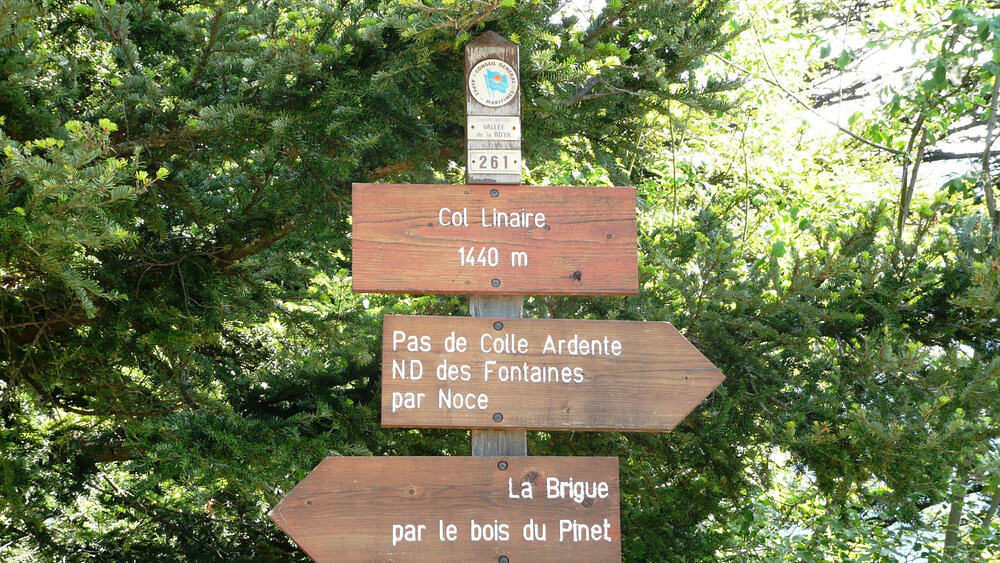 CONSEIL GENERAL
ALPES MARITIMES
VALLÉE
de la ROYA
261
Col Linaire
1440 m
Pas de Colle Ardente
N.D des Fontaines
par Noce
La Brigue
par le bois du Pinet